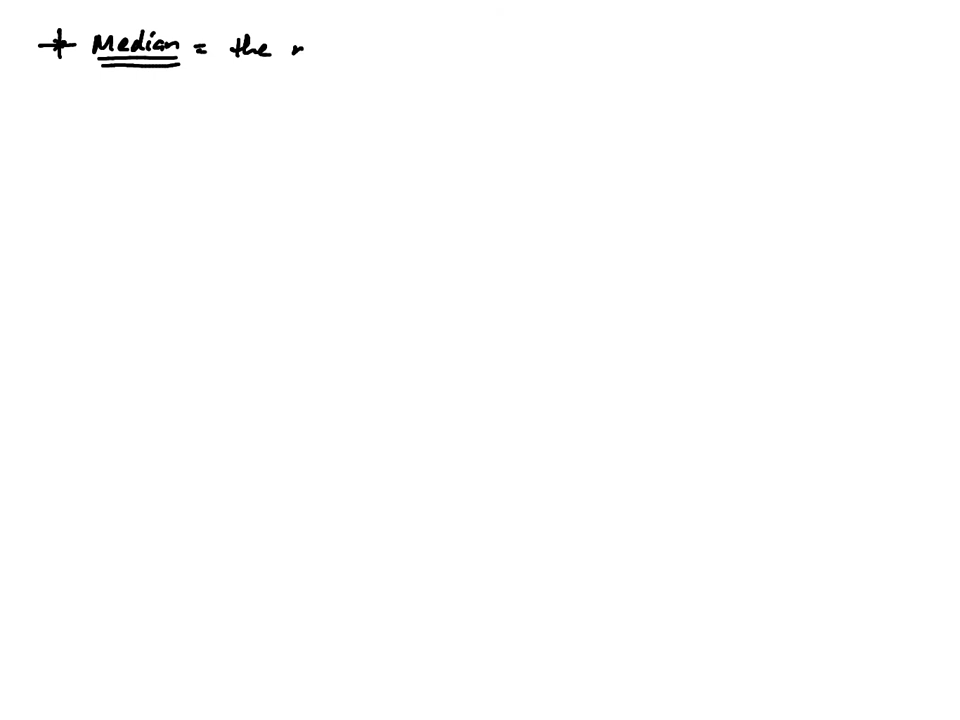 * Median = the r